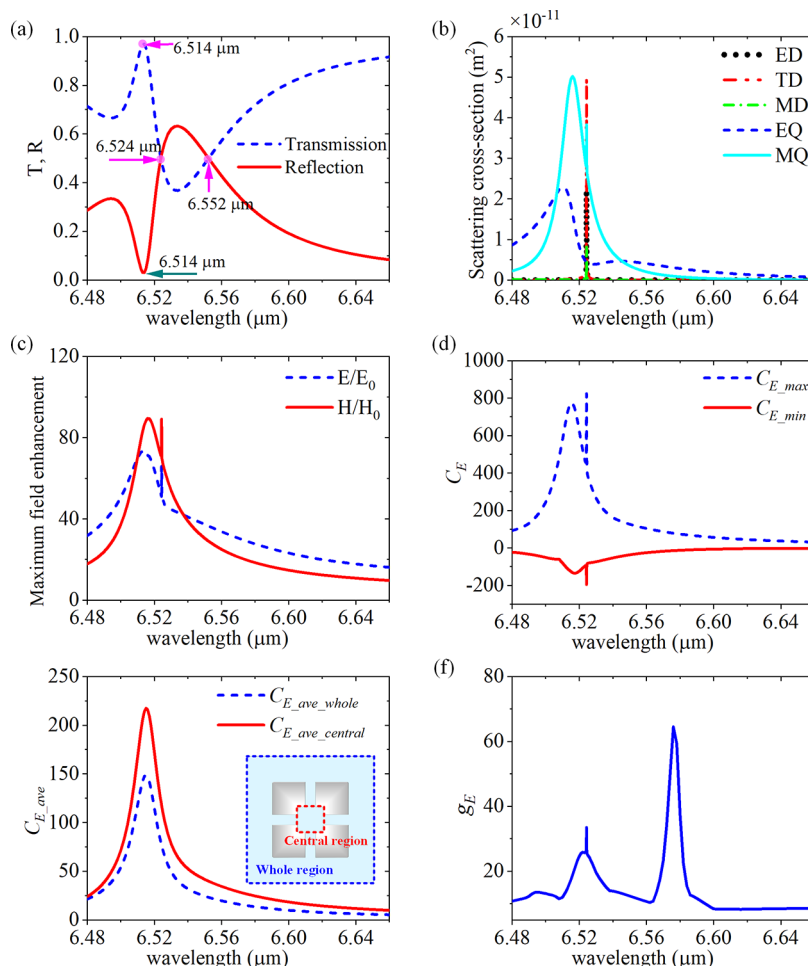 (a)
1.0
0.8
0.6
0.4
0.2
0.0
T, R
6.514 μm
6.524 μm
6.552 μm
6.514 μm
Transmission
Reflection
6.48 6.52 6.56 6.60 6.64
wavelength (μm)
(b)
×10⁻¹¹
6
5
4
3
2
1
0
Scattering cross-section (m²)
ED
TD
MD
EQ
MQ
6.48 6.52 6.56 6.60 6.64
wavelength (μm)
(c)
120
80
40
0
Maximum field enhancement
E/E₀
H/H₀
6.48 6.52 6.56 6.60 6.64
wavelength (μm)
(d)
1000
800
600
400
200
0
-200
C_E
C_E_max
C_E_min
6.48 6.52 6.56 6.60 6.64
wavelength (μm)
250
200
150
100
50
0
C_E_ave
C_E_ave_whole
C_E_ave_central
Central region
Whole region
6.48 6.52 6.56 6.60 6.64
wavelength (μm)
(f)
80
60
40
20
0
g_E
6.48 6.52 6.56 6.60 6.64
wavelength (μm)